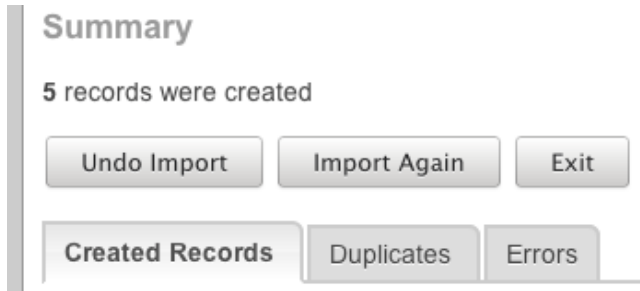 Summary
5 records were created
Undo Import Import Again Exit
Created Records Duplicates Errors